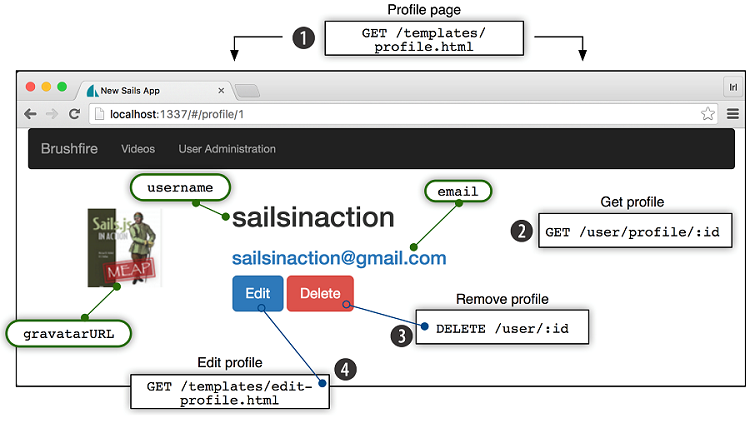 Profile page
1
GET /templates/
profile.html
New Sails App
Irl
localhost:1337/#/profile/1
Brushfire
Videos
User Administration
username
email
sailsinaction
Get profile
2
GET /user/profile/:id
Sails.js
IN ACTION
MEAP
sailsinaction@gmail.com
Edit
Delete
Remove profile
gravatarURL
3
DELETE /user/:id
Edit profile
4
GET /templates/edit-
profile.html